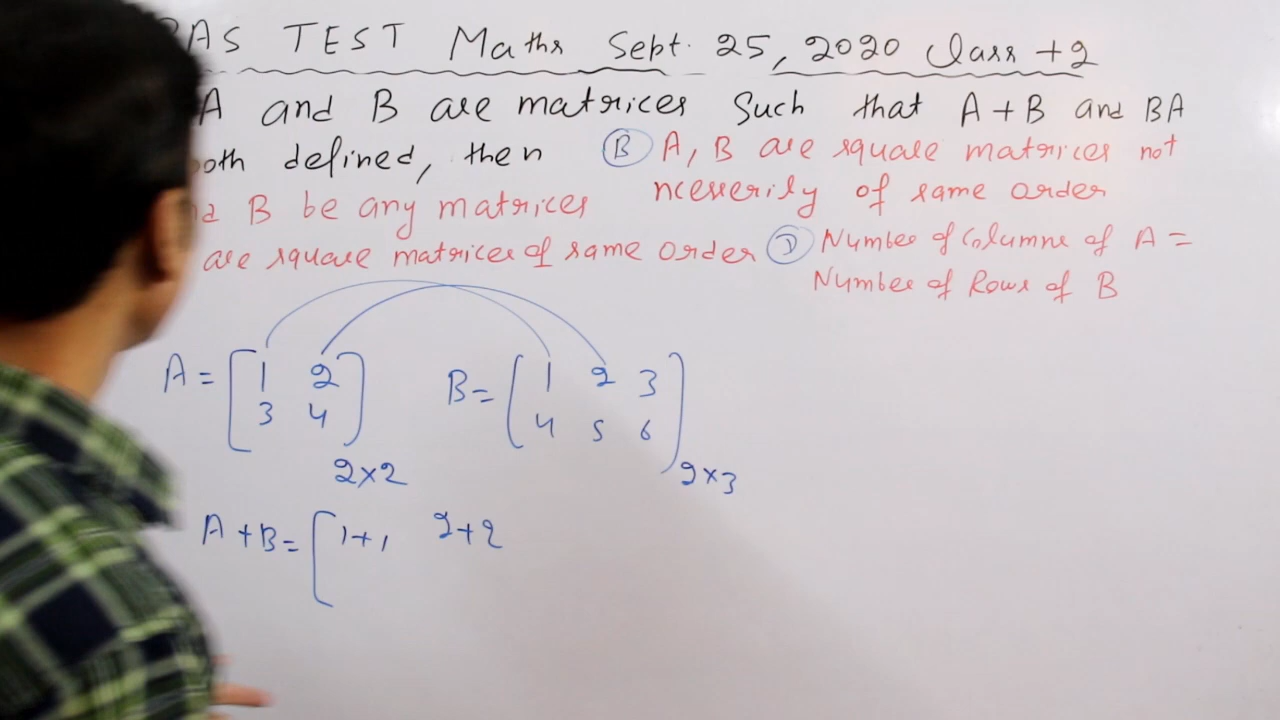 PAS TEST Maths Sept. 25, 2020 Class +2
A and B are matrices Such that A+B and BA
both defined, then (B) A, B are square matrices not
ncesserily of same order
B be any matrices
are square matrices of same order (D) Number of Columns of A =
Number of Rows of B
A = [1 2 B = [1 2 3
3 4] 4 5 6]
2×2 2×3
A+B = [1+1 2+2